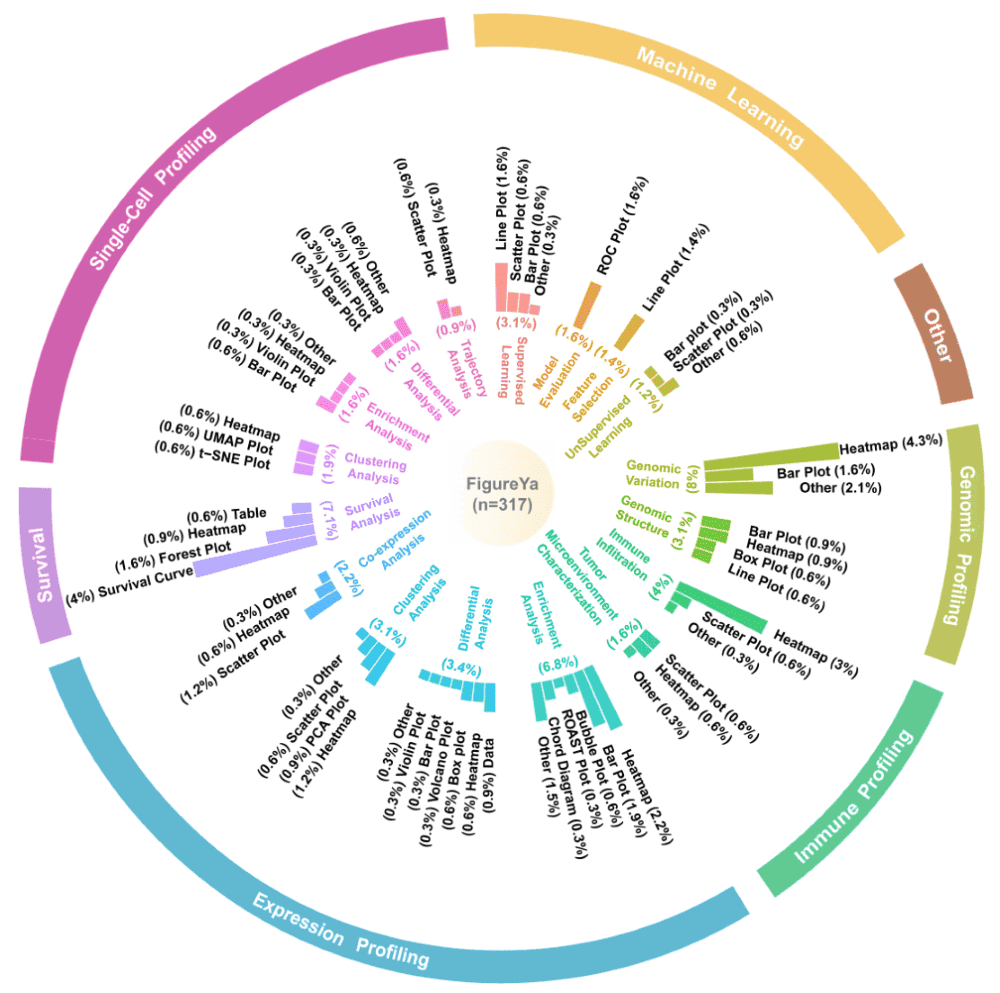 Machine Learning
Other
Genomic Profiling
Immune Profiling
Expression Profiling
Survival
Single-Cell Profiling
FigureYa
(n=317)
Line Plot (1.6%)
Scatter Plot (0.6%)
Bar Plot (0.6%)
Other (0.3%)
(3.1%)
Supervised
Learning
ROC Plot (1.6%)
(1.6%)
Model
Evaluation
Line Plot (1.4%)
(1.4%)
Feature
Selection
Bar plot (0.3%)
Scatter Plot (0.3%)
Other (0.6%)
(1.2%)
UnSupervised
Learning
Heatmap (4.3%)
Bar Plot (1.6%)
Other (2.1%)
(8%)
Genomic
Variation
Bar Plot (0.9%)
Heatmap (0.9%)
Box Plot (0.6%)
Line Plot (0.6%)
(3.1%)
Genomic
Structure
Heatmap (3%)
Scatter Plot (0.6%)
Other (0.3%)
(4%)
Immune
Infiltration
Scatter Plot (0.6%)
Heatmap (0.6%)
Other (0.3%)
(1.6%)
Tumor
Microenvironment
Characterization
Heatmap (2.2%)
Bar Plot (1.9%)
Bubble Plot (0.6%)
ROAST Plot (0.3%)
Chord Diagram (0.3%)
Other (1.5%)
(6.8%)
Enrichment
Analysis
(0.9%) Data
(0.6%) Heatmap
(0.6%) Box plot
(0.3%) Volcano Plot
(0.3%) Bar Plot
(0.3%) Violin Plot
(0.3%) Other
(3.4%)
Differential
Analysis
(1.2%) Heatmap
(0.9%) PCA Plot
(0.6%) Scatter Plot
(0.3%) Other
(3.1%)
Clustering
Analysis
(1.2%) Scatter Plot
(0.6%) Heatmap
(0.3%) Other
(2.2%)
Co-expression
Analysis
(4%) Survival Curve
(1.6%) Forest Plot
(0.9%) Heatmap
(0.6%) Table
(7.1%)
Survival
Analysis
(0.6%) t-SNE Plot
(0.6%) UMAP Plot
(0.6%) Heatmap
(1.9%)
Clustering
Analysis
(0.6%) Bar Plot
(0.3%) Violin Plot
(0.3%) Heatmap
(0.3%) Other
(1.6%)
Enrichment
Analysis
(0.3%) Bar Plot
(0.3%) Violin Plot
(0.3%) Heatmap
(0.6%) Other
(1.6%)
Differential
Analysis
(0.6%) Scatter Plot
(0.3%) Heatmap
(0.9%)
Trajectory
Analysis